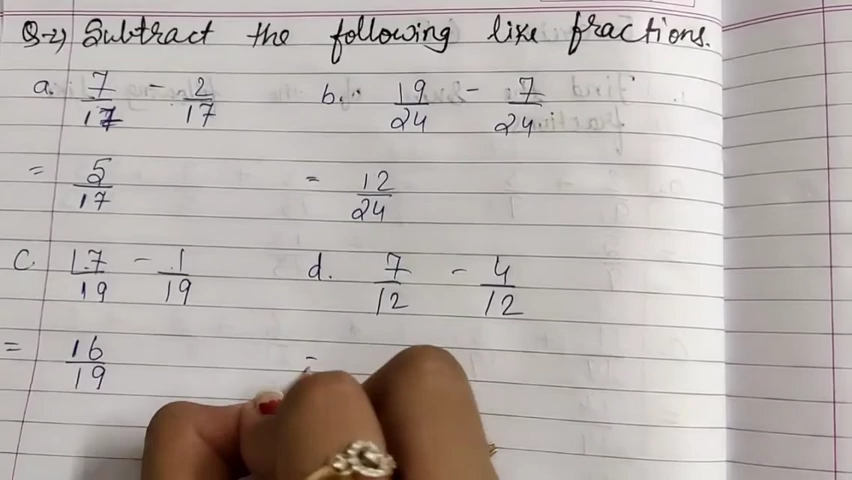 Q-2) Subtract the following like fractions.
a. 7/17 - 2/17 b. 19/24 - 7/24
= 5/17 = 12/24
c. 17/19 - 1/19 d. 7/12 - 4/12
= 16/19 =